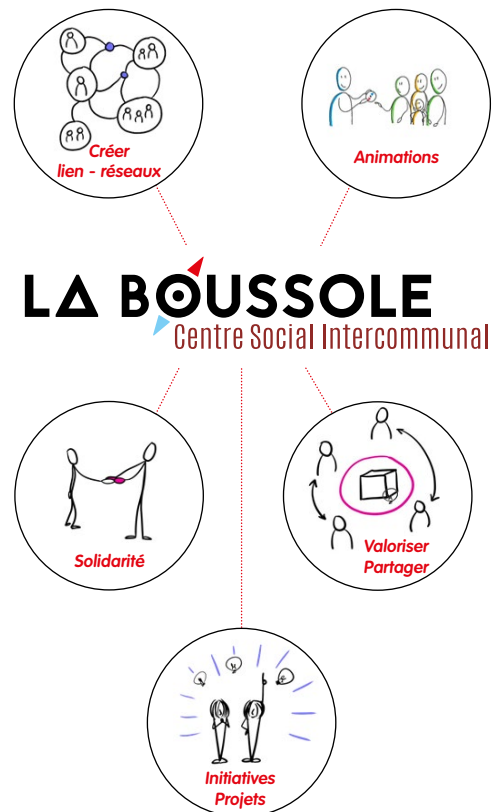 Créer
lien - réseaux
Animations
LA BOUSSOLE
Centre Social Intercommunal
Solidarité
Valoriser
Partager
Initiatives
Projets